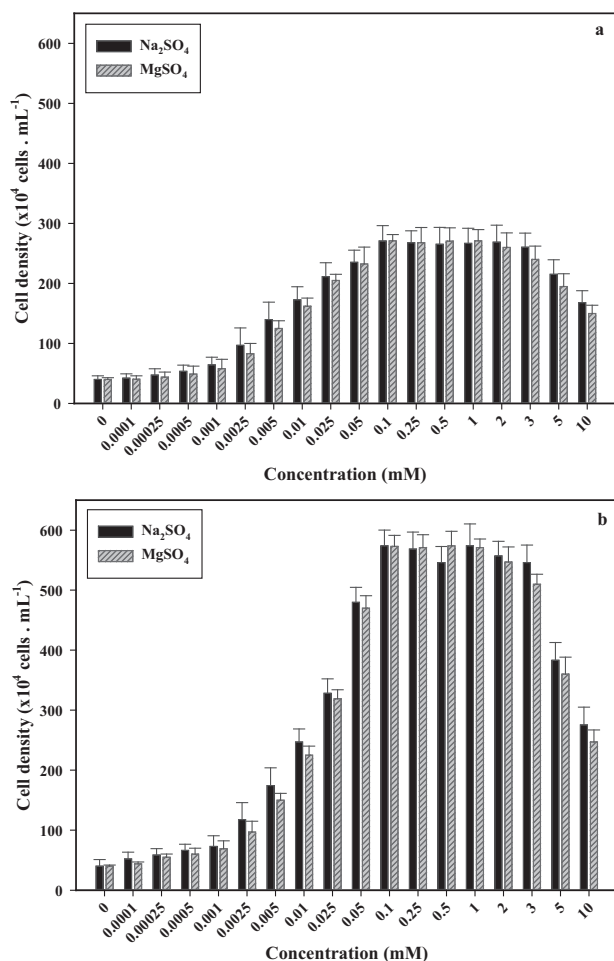 a
Na₂SO₄
MgSO₄
600
500
400
300
200
100
0
Cell density (x10⁴ cells . mL⁻¹)
0 0.0001 0.00025 0.0005 0.001 0.0025 0.005 0.01 0.025 0.05 0.1 0.25 0.5 1 2 3 5 10
Concentration (mM)
b
Na₂SO₄
MgSO₄
600
500
400
300
200
100
0
Cell density (x10⁴ cells . mL⁻¹)
0 0.0001 0.00025 0.0005 0.001 0.0025 0.005 0.01 0.025 0.05 0.1 0.25 0.5 1 2 3 5 10
Concentration (mM)